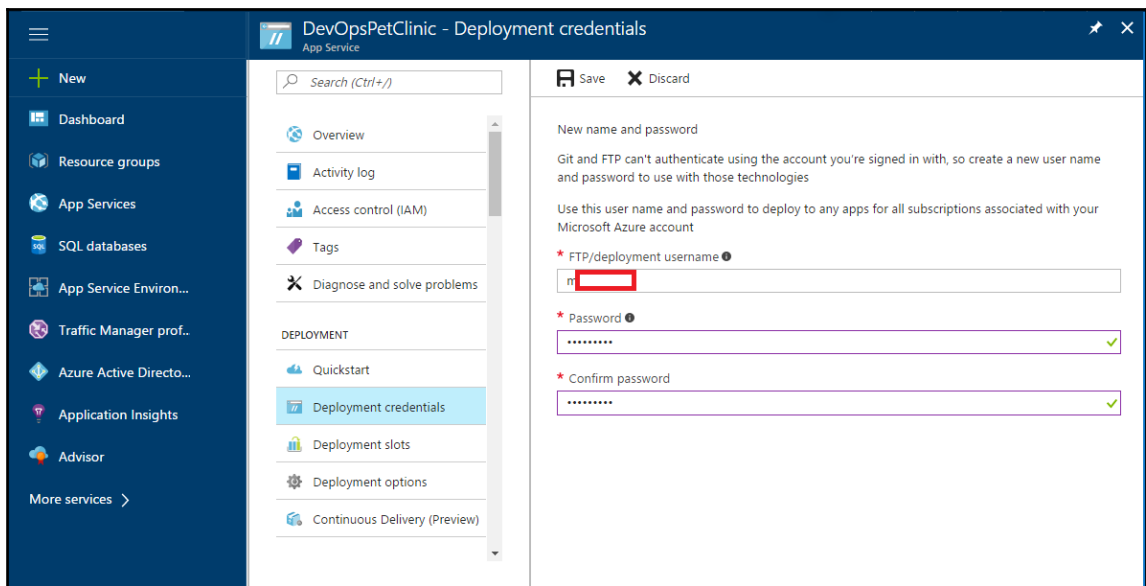 DevOpsPetClinic - Deployment credentials
App Service
New
Dashboard
Resource groups
App Services
SQL databases
App Service Environ...
Traffic Manager prof...
Azure Active Directo...
Application Insights
Advisor
More services
Search (Ctrl+/)
Overview
Activity log
Access control (IAM)
Tags
Diagnose and solve problems
DEPLOYMENT
Quickstart
Deployment credentials
Deployment slots
Deployment options
Continuous Delivery (Preview)
Save Discard
New name and password
Git and FTP can't authenticate using the account you're signed in with, so create a new user name
and password to use with those technologies
Use this user name and password to deploy to any apps for all subscriptions associated with your
Microsoft Azure account
* FTP/deployment username
m
* Password
•••••••••
* Confirm password
•••••••••